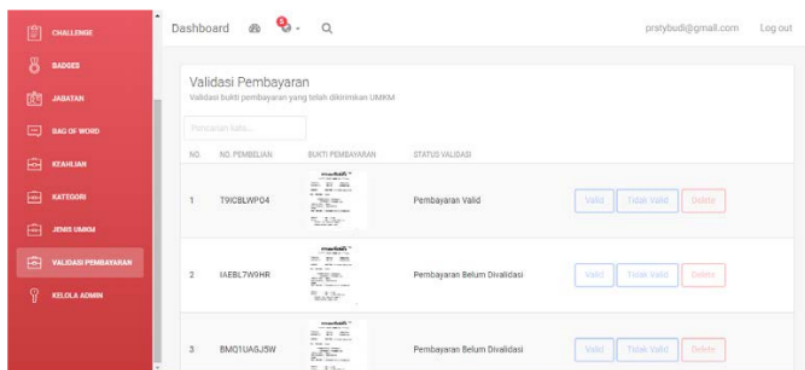 CHALLENGE
BADGES
JABATAN
BAG OF WORD
KEAHLIAN
KATEGORI
JENIS UMKM
VALIDASI PEMBAYARAN
KELOLA ADMIN
Dashboard
prstybudi@gmail.com Log out
Validasi Pembayaran
Validasi bukti pembayaran yang telah dikirimkan UMKM
Pencarian kata...
NO. NO. PEMBELIAN BUKTI PEMBAYARAN STATUS VALIDASI
1 T9ICBLWPO4 Pembayaran Valid Valid Tidak Valid Delete
2 IAEBL7W9HR Pembayaran Belum Divalidasi Valid Tidak Valid Delete
3 BMQ1UAGJ5W Pembayaran Belum Divalidasi Valid Tidak Valid Delete